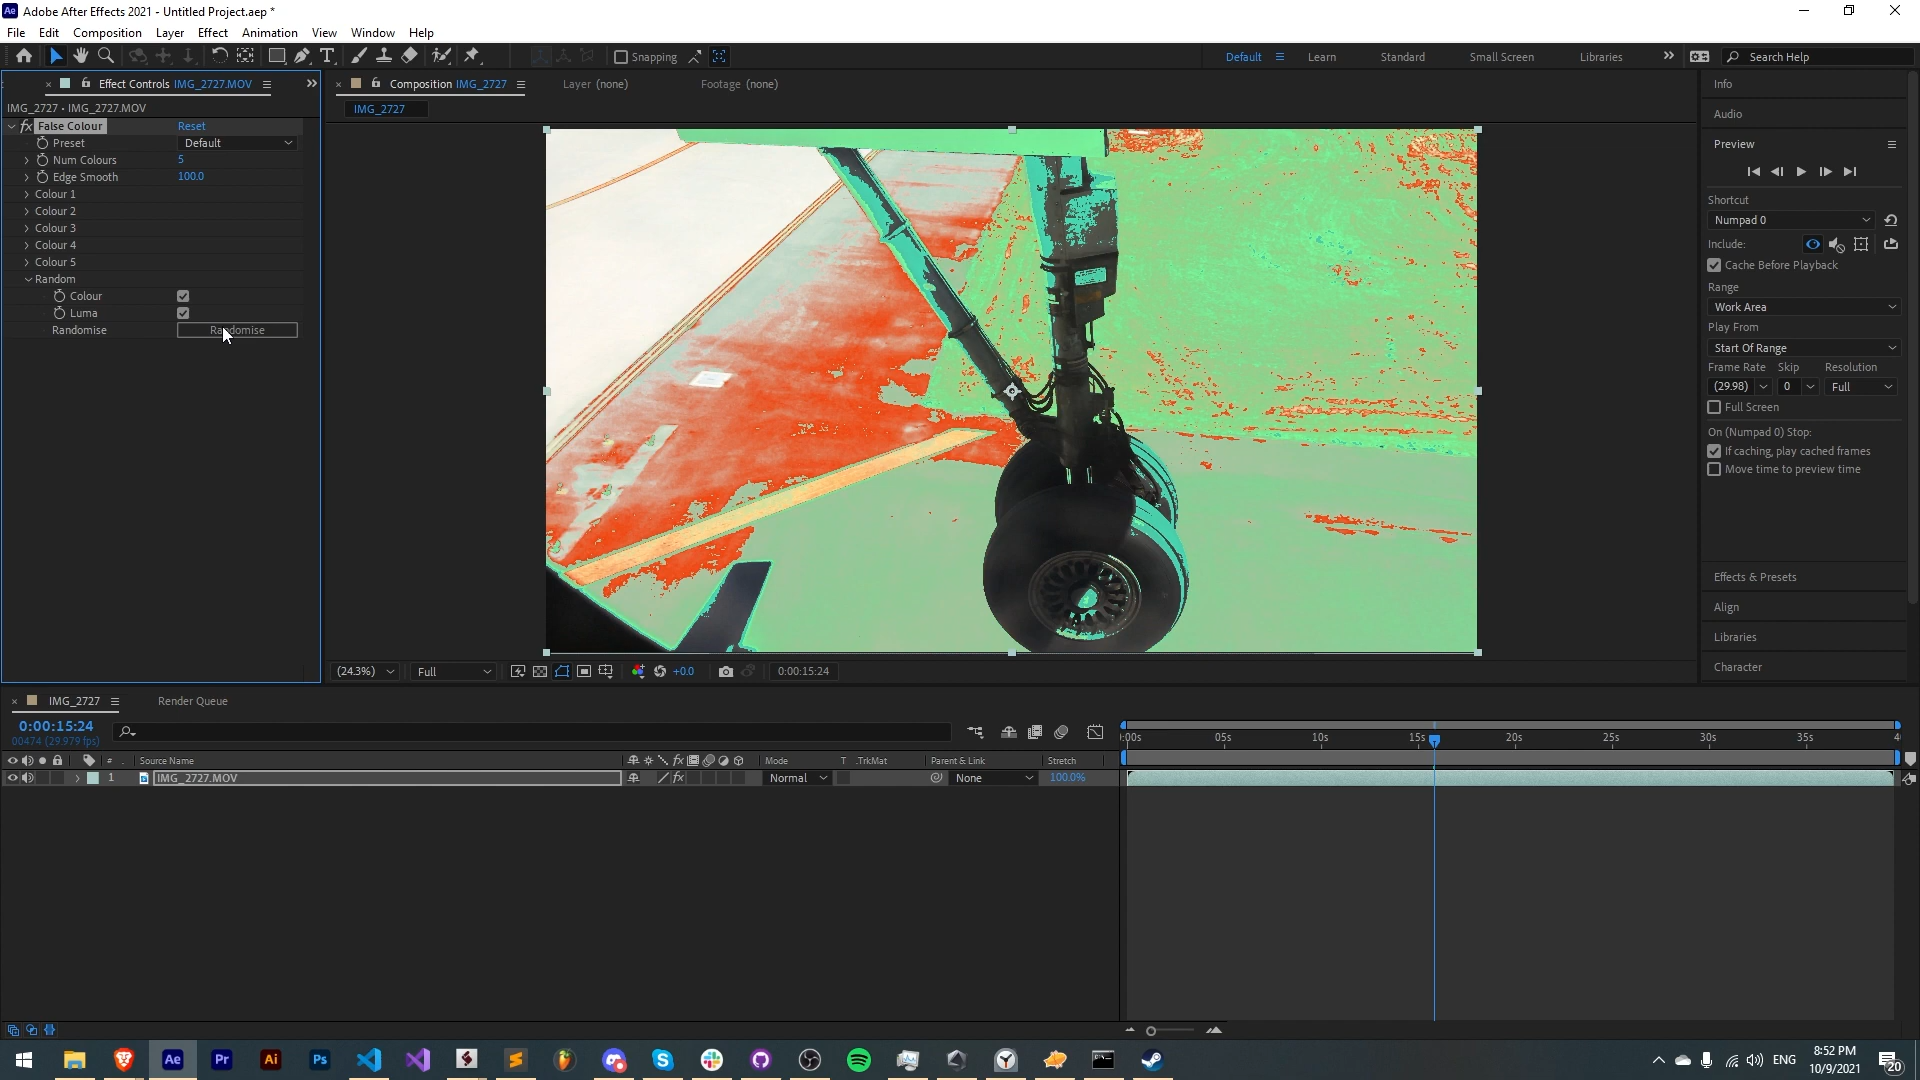 Adobe After Effects 2021 - Untitled Project.aep *
File Edit Composition Layer Effect Animation View Window Help
Snapping
Default Learn Standard Small Screen Libraries
Search Help
Effect Controls IMG_2727.MOV
IMG_2727 • IMG_2727.MOV
fx False Colour Reset
Preset Default
Num Colours 5
Edge Smooth 100.0
Colour 1
Colour 2
Colour 3
Colour 4
Colour 5
Random
Colour
Luma
Randomise Randomise
Composition IMG_2727
Layer (none)
Footage (none)
IMG_2727
(24.3%) Full +0.0 0:00:15:24
Info
Audio
Preview
Shortcut
Numpad 0
Include:
Cache Before Playback
Range
Work Area
Play From
Start Of Range
Frame Rate Skip Resolution
(29.98) 0 Full
Full Screen
On (Numpad 0) Stop:
If caching, play cached frames
Move time to preview time
Effects & Presets
Align
Libraries
Character
IMG_2727 Render Queue
0:00:15:24
00474 (29.979 fps)
# Source Name fx Mode T .TrkMat Parent & Link Stretch
1 IMG_2727.MOV fx Normal None 100.0%
:00s 05s 10s 15s 20s 25s 30s 35s 4
Ae Pr Ai Ps
ENG
8:52 PM
10/9/2021
20